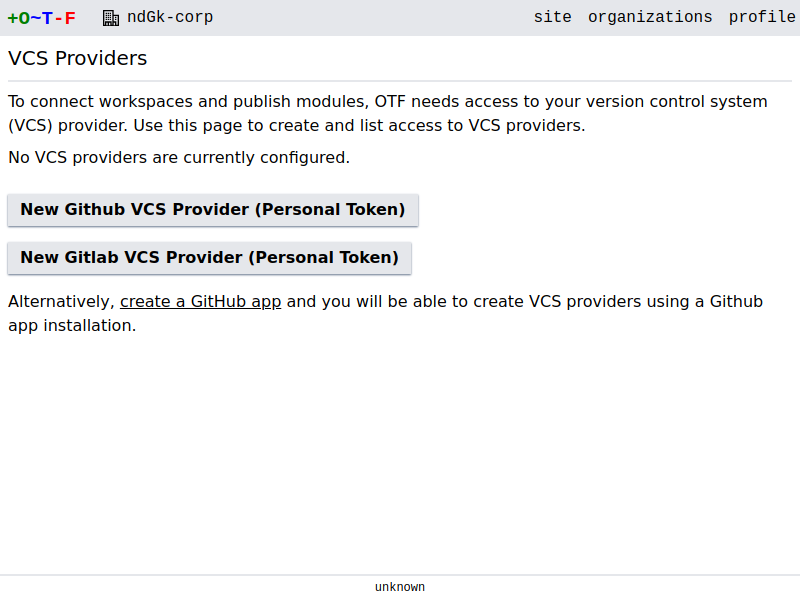 +O~T-F ndGk-corp site organizations profile
VCS Providers
To connect workspaces and publish modules, OTF needs access to your version control system
(VCS) provider. Use this page to create and list access to VCS providers.
No VCS providers are currently configured.
New Github VCS Provider (Personal Token)
New Gitlab VCS Provider (Personal Token)
Alternatively, create a GitHub app and you will be able to create VCS providers using a Github
app installation.
unknown